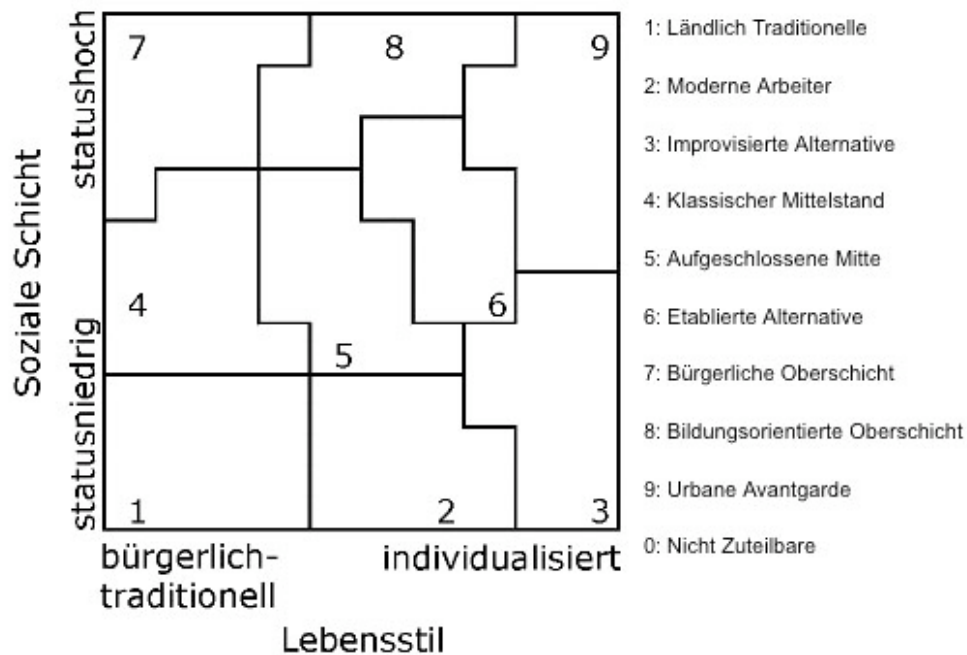 Soziale Schicht
statushoch
statusniedrig
7
8
9
4
6
5
1
2
3
bürgerlich-
traditionell
individualisiert
Lebensstil
1: Ländlich Traditionelle
2: Moderne Arbeiter
3: Improvisierte Alternative
4: Klassischer Mittelstand
5: Aufgeschlossene Mitte
6: Etablierte Alternative
7: Bürgerliche Oberschicht
8: Bildungsorientierte Oberschicht
9: Urbane Avantgarde
0: Nicht Zuteilbare